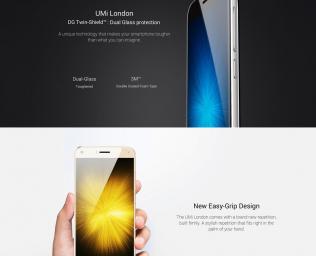 UMi London
DG Twin-Shield™: Dual Glass protection
A unique technology that makes your smartphone tougher
than what you can imagine.
Dual-Glass
Toughened
3M™
Double Coated Foam Tape
New Easy-Grip Design
The UMi London comes with a brand new repetition,
built firmly. A stylish repetition that fits right in the
palm of your hand.